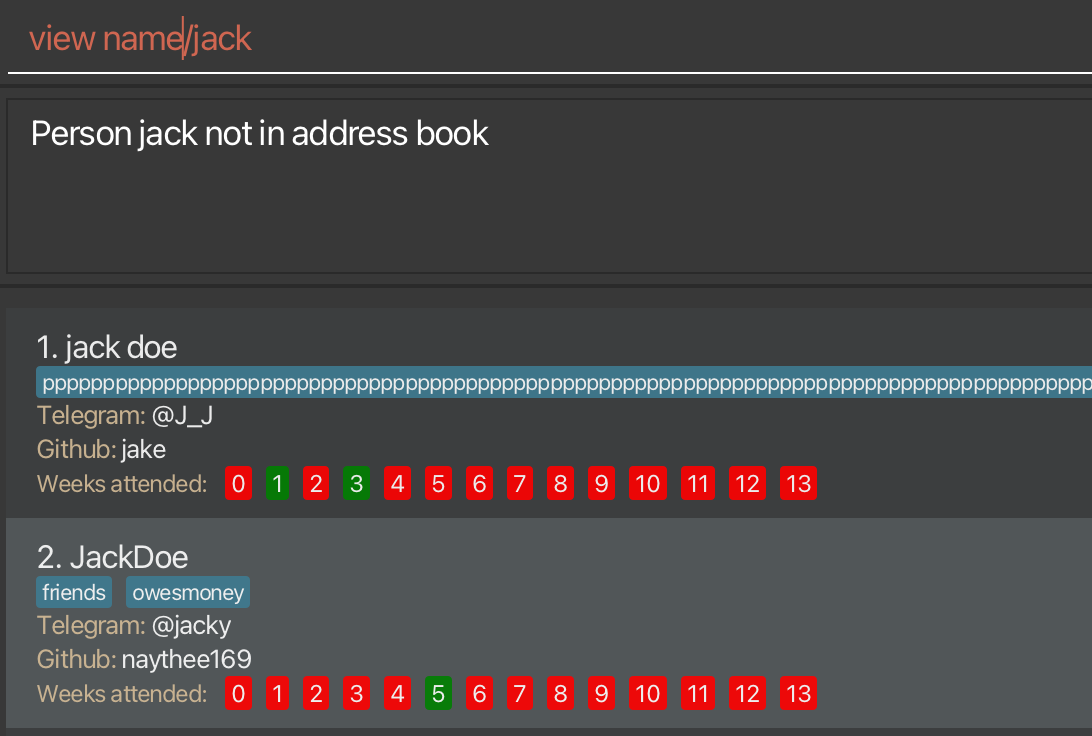 view name/jack
Person jack not in address book
1. jack doe
Telegram: @J_J
Github: jake
Weeks attended: 0 1 2 3 4 5 6 7 8 9 10 11 12 13
2. JackDoe
friends owesmoney
Telegram: @jacky
Github: naythee169
Weeks attended: 0 1 2 3 4 5 6 7 8 9 10 11 12 13